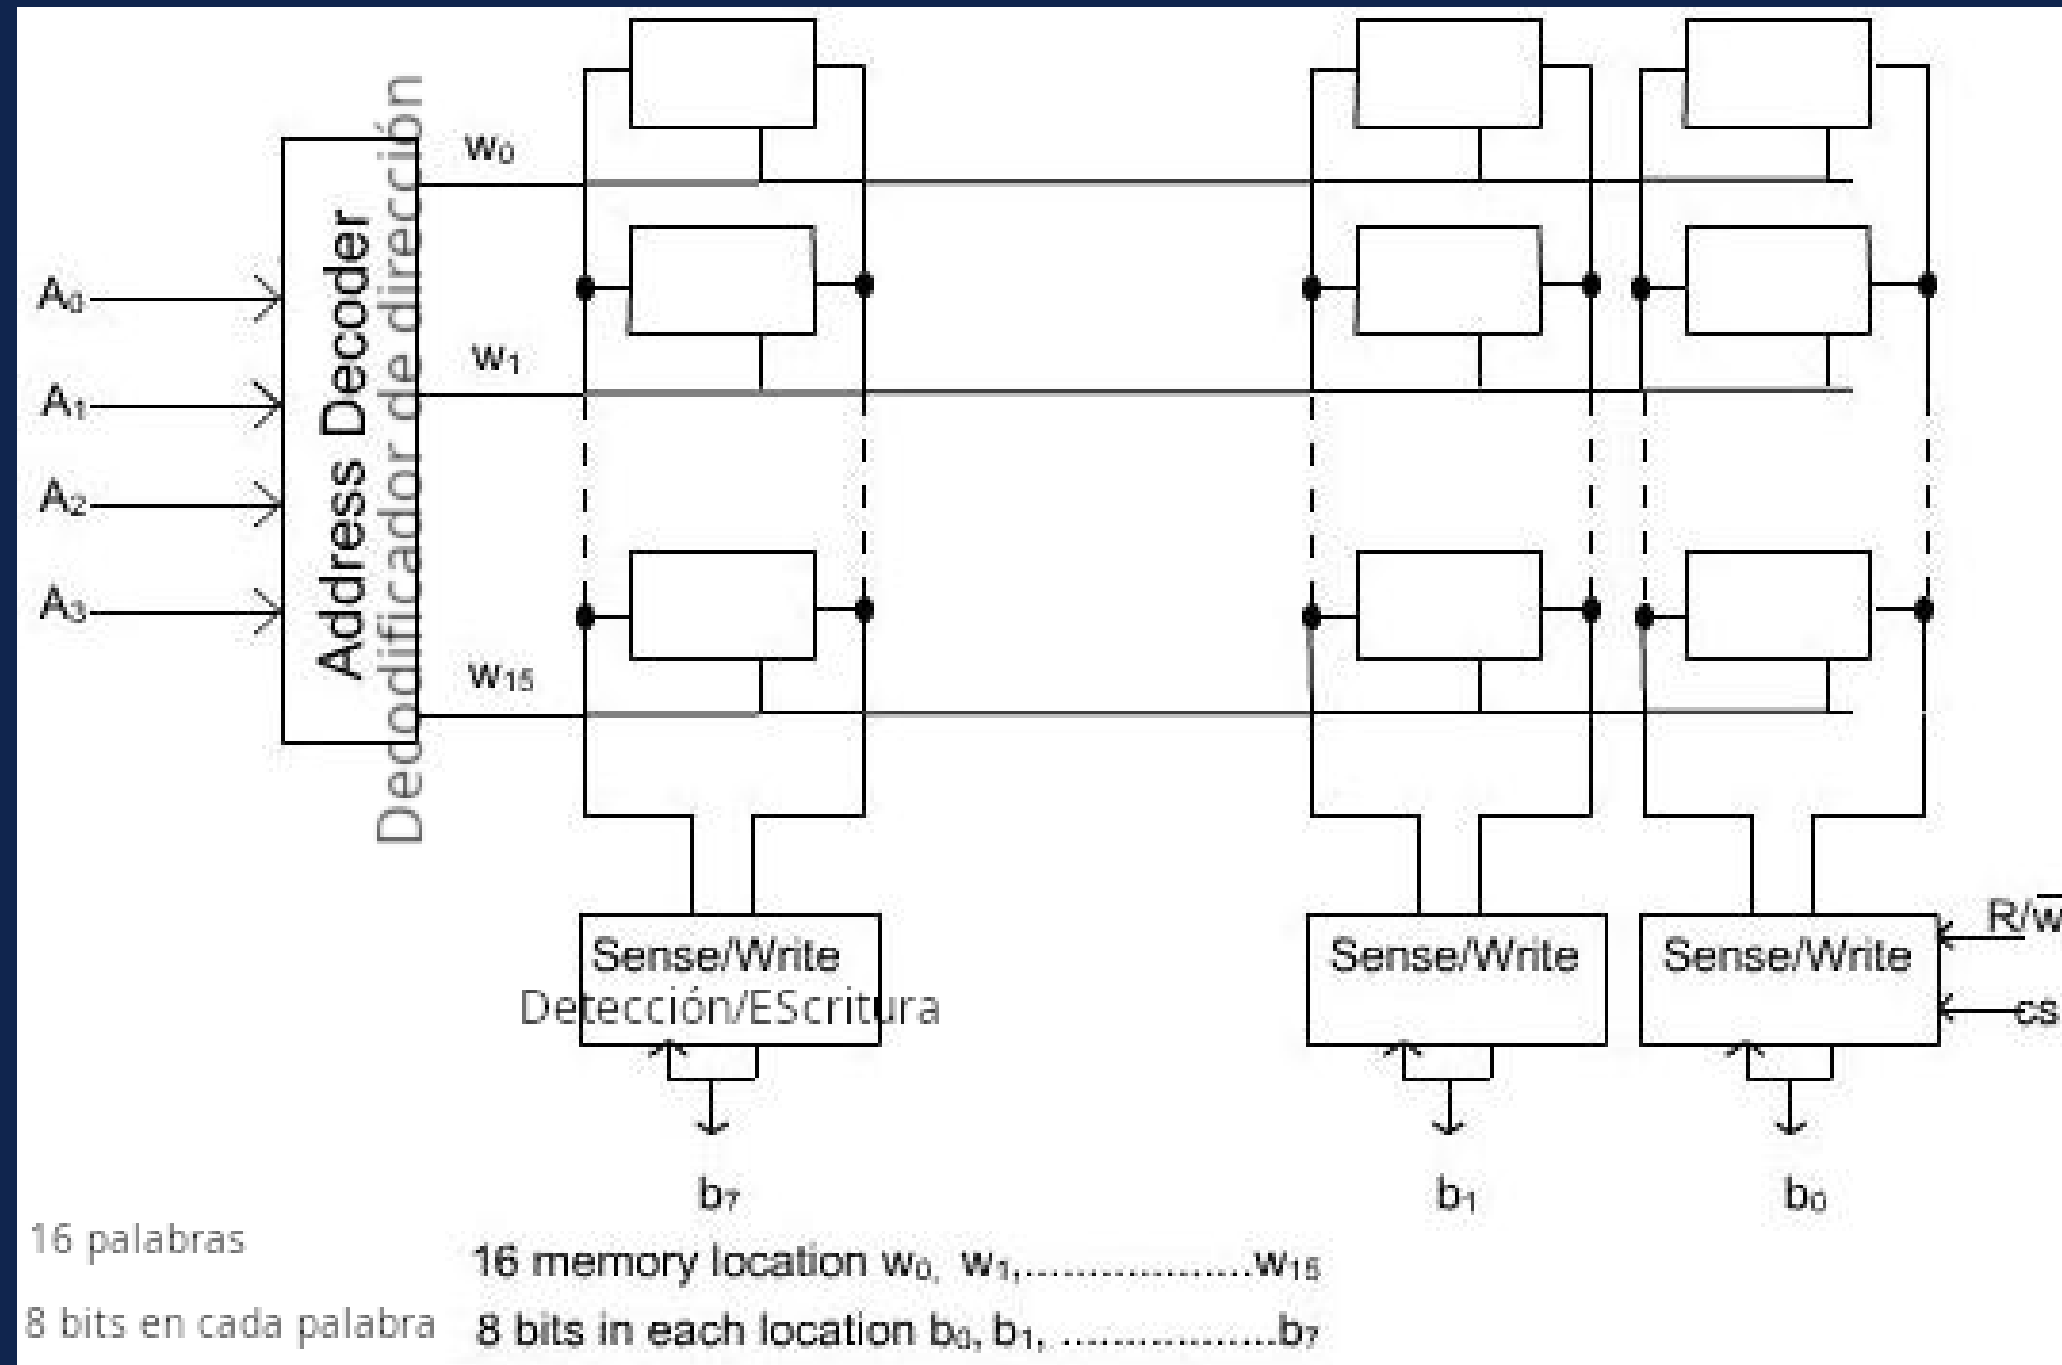 w₀
Address Decoder
Decodificador de dirección
A₀
w₁
A₁
A₂
A₃
w₁₅
R/w̅
Sense/Write
Sense/Write
Sense/Write
Detección/EScritura
cs
b₇
b₁
b₀
16 palabras
16 memory location w₀, w₁,..................w₁₅
8 bits en cada palabra
8 bits in each location b₀, b₁, .................b₇